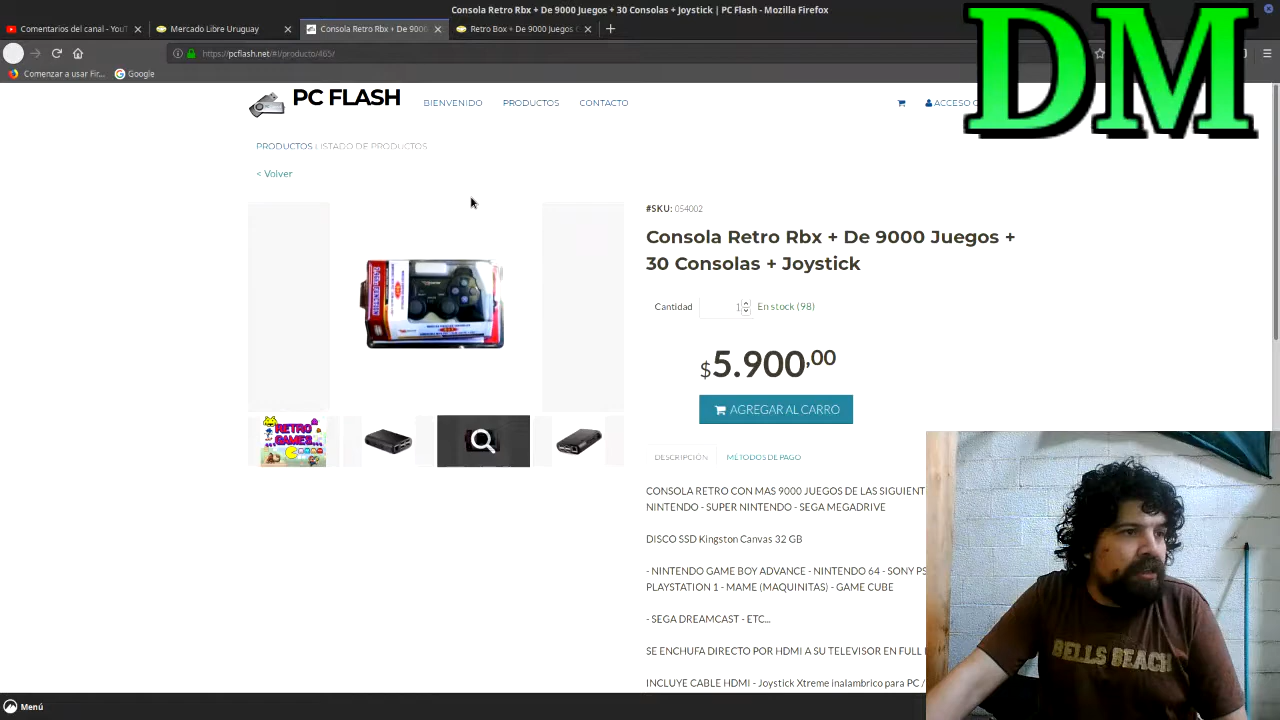 Consola Retro Rbx + De 9000 Juegos + 30 Consolas + Joystick | PC Flash - Mozilla Firefox
Comentarios del canal - YouT
Mercado Libre Uruguay
Consola Retro Rbx + De 9000
Retro Box + De 9000 Juegos C
https://pcflash.net/#!/producto/465/
Comenzar a usar Fir...
Google
DM
PC FLASH
BIENVENIDO
PRODUCTOS
CONTACTO
ACCESO
PRODUCTOS LISTADO DE PRODUCTOS
< Volver
#SKU: 054002
Consola Retro Rbx + De 9000 Juegos +
30 Consolas + Joystick
Cantidad 1 En stock (98)
$5.900,00
AGREGAR AL CARRO
RETRO
GAMES
DESCRIPCIÓN
MÉTODOS DE PAGO
CONSOLA RETRO CON MAS 9000 JUEGOS DE LAS SIGUIENT
NINTENDO - SUPER NINTENDO - SEGA MEGADRIVE
DISCO SSD Kingston Canvas 32 GB
- NINTENDO GAME BOY ADVANCE - NINTENDO 64 - SONY PS
PLAYSTATION 1 - MAME (MAQUINITAS) - GAME CUBE
- SEGA DREAMCAST - ETC...
SE ENCHUFA DIRECTO POR HDMI A SU TELEVISOR EN FULL
INCLUYE CABLE HDMI - Joystick Xtreme inalambrico para PC /
BELLS BEACH
Menú